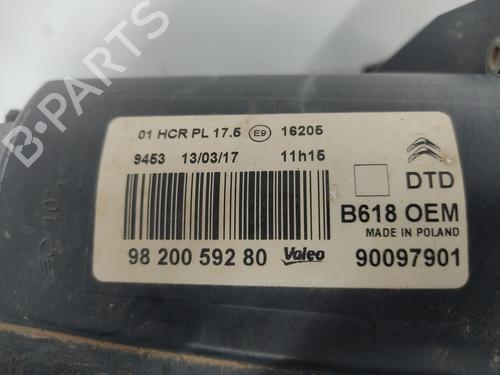 01 HCR PL 17.5 E9 16205
9453 13/03/17 11h15
DTD
B618 OEM
MADE IN POLAND
98 200 592 80 Valeo 90097901
B-PARTS